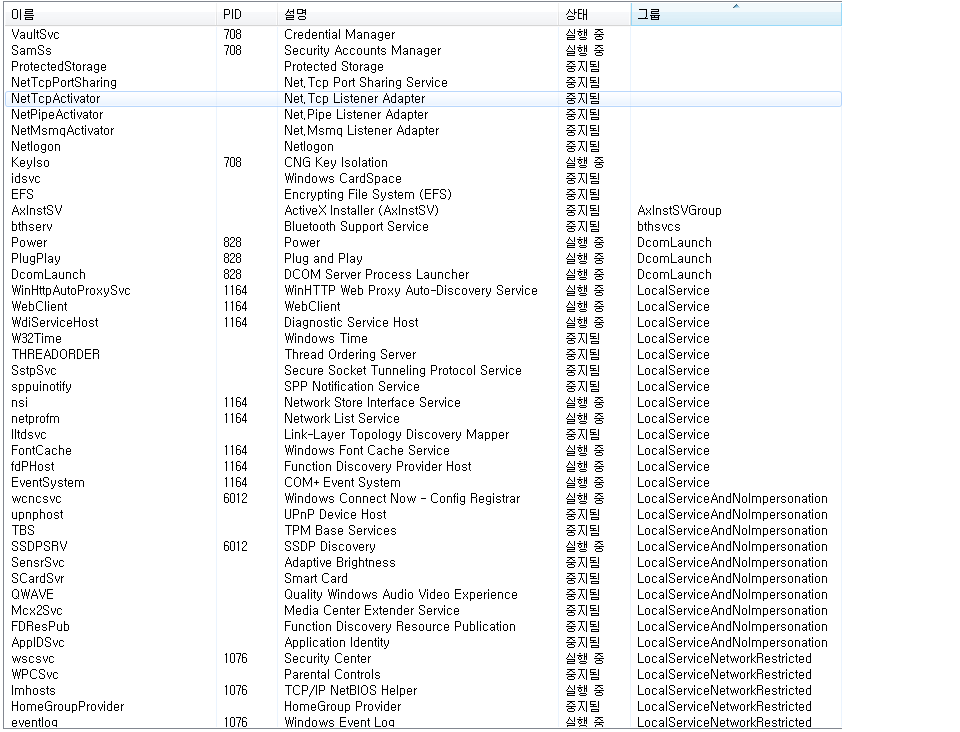 이름 PID 설명 상태 그룹
VaultSvc 708 Credential Manager 실행 중
SamSs 708 Security Accounts Manager 실행 중
ProtectedStorage Protected Storage 중지됨
NetTcpPortSharing Net.Tcp Port Sharing Service 중지됨
NetTcpActivator Net.Tcp Listener Adapter 중지됨
NetPipeActivator Net.Pipe Listener Adapter 중지됨
NetMsmqActivator Net.Msmq Listener Adapter 중지됨
Netlogon Netlogon 중지됨
KeyIso 708 CNG Key Isolation 실행 중
idsvc Windows CardSpace 중지됨
EFS Encrypting File System (EFS) 중지됨
AxInstSV ActiveX Installer (AxInstSV) 중지됨 AxInstSVGroup
bthserv Bluetooth Support Service 중지됨 bthsvcs
Power 828 Power 실행 중 DcomLaunch
PlugPlay 828 Plug and Play 실행 중 DcomLaunch
DcomLaunch 828 DCOM Server Process Launcher 실행 중 DcomLaunch
WinHttpAutoProxySvc 1164 WinHTTP Web Proxy Auto-Discovery Service 실행 중 LocalService
WebClient 1164 WebClient 실행 중 LocalService
WdiServiceHost 1164 Diagnostic Service Host 실행 중 LocalService
W32Time Windows Time 중지됨 LocalService
THREADORDER Thread Ordering Server 중지됨 LocalService
SstpSvc Secure Socket Tunneling Protocol Service 중지됨 LocalService
sppuinotify SPP Notification Service 중지됨 LocalService
nsi 1164 Network Store Interface Service 실행 중 LocalService
netprofm 1164 Network List Service 실행 중 LocalService
lltdsvc Link-Layer Topology Discovery Mapper 중지됨 LocalService
FontCache 1164 Windows Font Cache Service 실행 중 LocalService
fdPHost 1164 Function Discovery Provider Host 실행 중 LocalService
EventSystem 1164 COM+ Event System 실행 중 LocalService
wcncsvc 6012 Windows Connect Now - Config Registrar 실행 중 LocalServiceAndNoImpersonation
upnphost UPnP Device Host 중지됨 LocalServiceAndNoImpersonation
TBS TPM Base Services 중지됨 LocalServiceAndNoImpersonation
SSDPSRV 6012 SSDP Discovery 실행 중 LocalServiceAndNoImpersonation
SensrSvc Adaptive Brightness 중지됨 LocalServiceAndNoImpersonation
SCardSvr Smart Card 중지됨 LocalServiceAndNoImpersonation
QWAVE Quality Windows Audio Video Experience 중지됨 LocalServiceAndNoImpersonation
Mcx2Svc Media Center Extender Service 중지됨 LocalServiceAndNoImpersonation
FDResPub Function Discovery Resource Publication 중지됨 LocalServiceAndNoImpersonation
AppIDSvc Application Identity 중지됨 LocalServiceAndNoImpersonation
wscsvc 1076 Security Center 실행 중 LocalServiceNetworkRestricted
WPCSvc Parental Controls 중지됨 LocalServiceNetworkRestricted
lmhosts 1076 TCP/IP NetBIOS Helper 실행 중 LocalServiceNetworkRestricted
HomeGroupProvider HomeGroup Provider 중지됨 LocalServiceNetworkRestricted
eventlog 1076 Windows Event Log 실행 중 LocalServiceNetworkRestricted